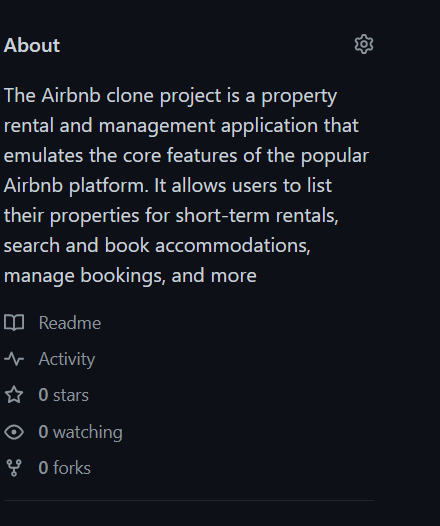 About
The Airbnb clone project is a property
rental and management application that
emulates the core features of the popular
Airbnb platform. It allows users to list
their properties for short-term rentals,
search and book accommodations,
manage bookings, and more
Readme
Activity
0 stars
0 watching
0 forks